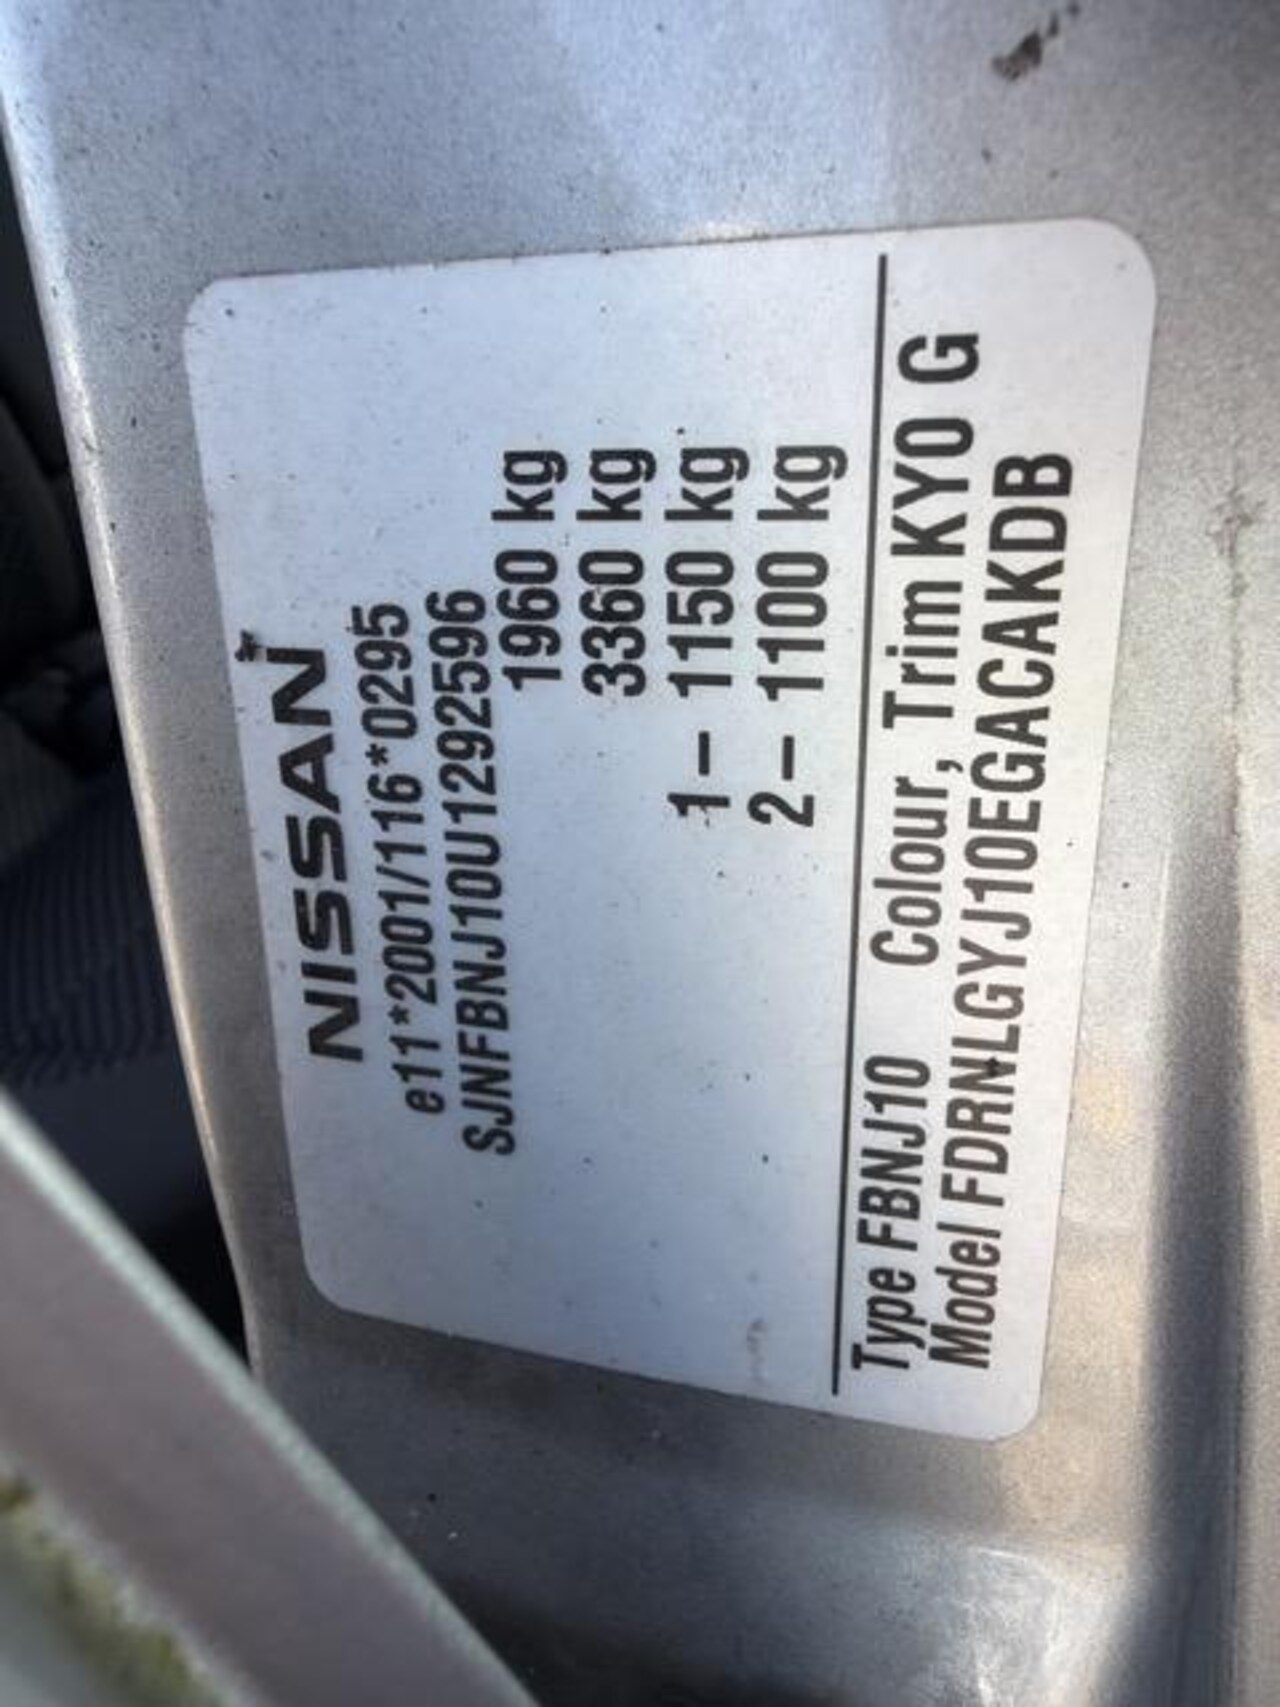 NISSAN
e11*2001/116*0295
SJNFBNJ10U1292596
1960 kg
3360 kg
1– 1150 kg
2– 1100 kg
Type FBNJ10 Colour, Trim KY0 G
Model FDRNLGYJ10EGACAKDB